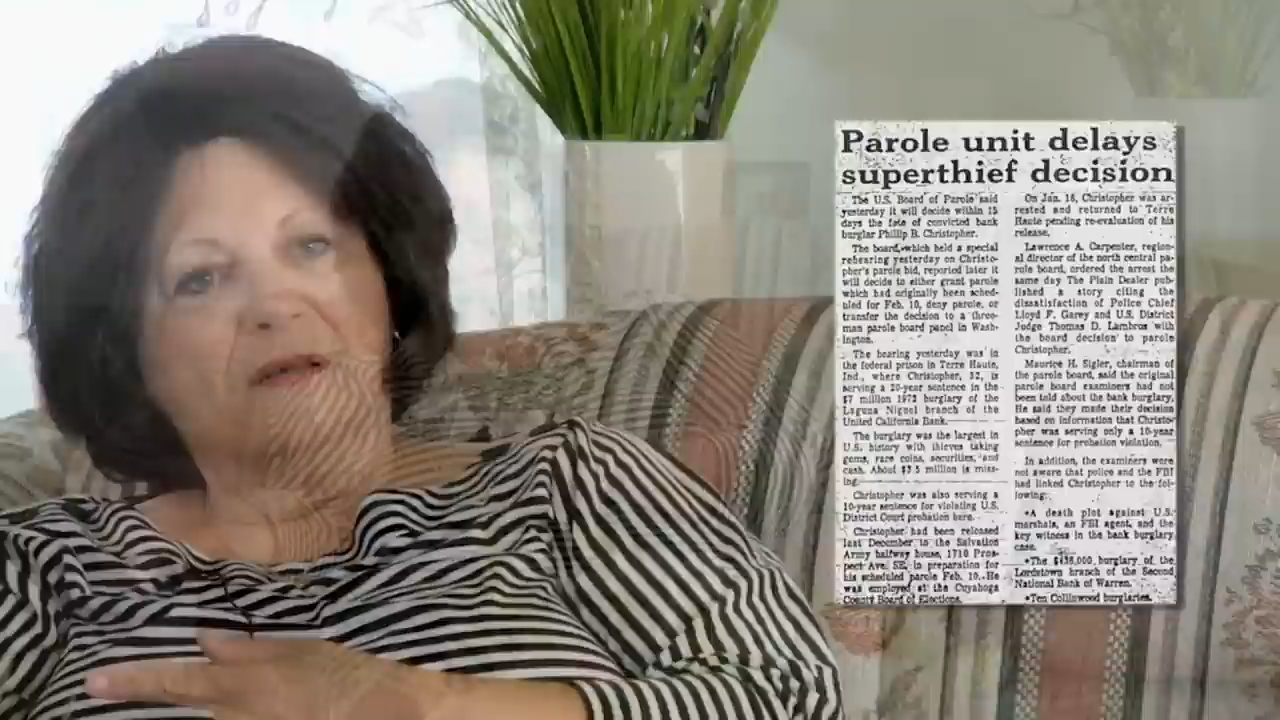 Parole unit delays
superthief decision
The U.S. Board of Parole said
yesterday it will decide within 15
days the fate of convicted bank
burglar Phillip B. Christopher.
The board, which held a special
rehearing yesterday on Christo-
pher's parole bid, reported later it
will decide to either grant parole
which had originally been sched-
uled for Feb. 10, deny parole, or
transfer the decision to a three-
man parole board panel in Wash-
ington.
The hearing yesterday was in
the federal prison in Terre Haute,
Ind., where Christopher, 32, is
serving a 20-year sentence in the
$7 million 1972 burglary of the
Laguna Niguel branch of the
United California Bank.
The burglary was the largest in
U.S. history with thieves taking
gems, rare coins, securities, and
cash. About $3.5 million is miss-
ing.
Christopher was also serving a
10-year sentence for violating U.S.
District Court probation here.
Christopher had been released
last December to the Salvation
Army halfway house, 1710 Pros-
pect Ave. SE, in preparation for
his scheduled parole Feb. 10. He
was employed at the Cuyahoga
County Board of Elections.
On Jan. 16, Christopher was ar-
rested and returned to Terre
Haute pending re-evaluation of his
release.
Lawrence A. Carpenter, region-
al director of the north central pa-
role board, ordered the arrest the
same day The Plain Dealer pub-
lished a story citing the
dissatisfaction of Police Chief
Lloyd F. Garey and U.S. District
Judge Thomas D. Lambros with
the board decision to parole
Christopher.
Maurice H. Sigler, chairman of
the parole board, said the original
parole board examiners had not
been told about the bank burglary.
He said they made their decision
based on information that Christo-
pher was serving only a 10-year
sentence for probation violation.
In addition, the examiners were
not aware that police and the FBI
had linked Christopher to the fol-
lowing:
•A death plot against U.S.
marshals, an FBI agent, and the
key witness in the bank burglary
case.
•The burglary of the
Lordstown branch of the Second
National Bank of Warren.
•Ten Collinwood burglaries.